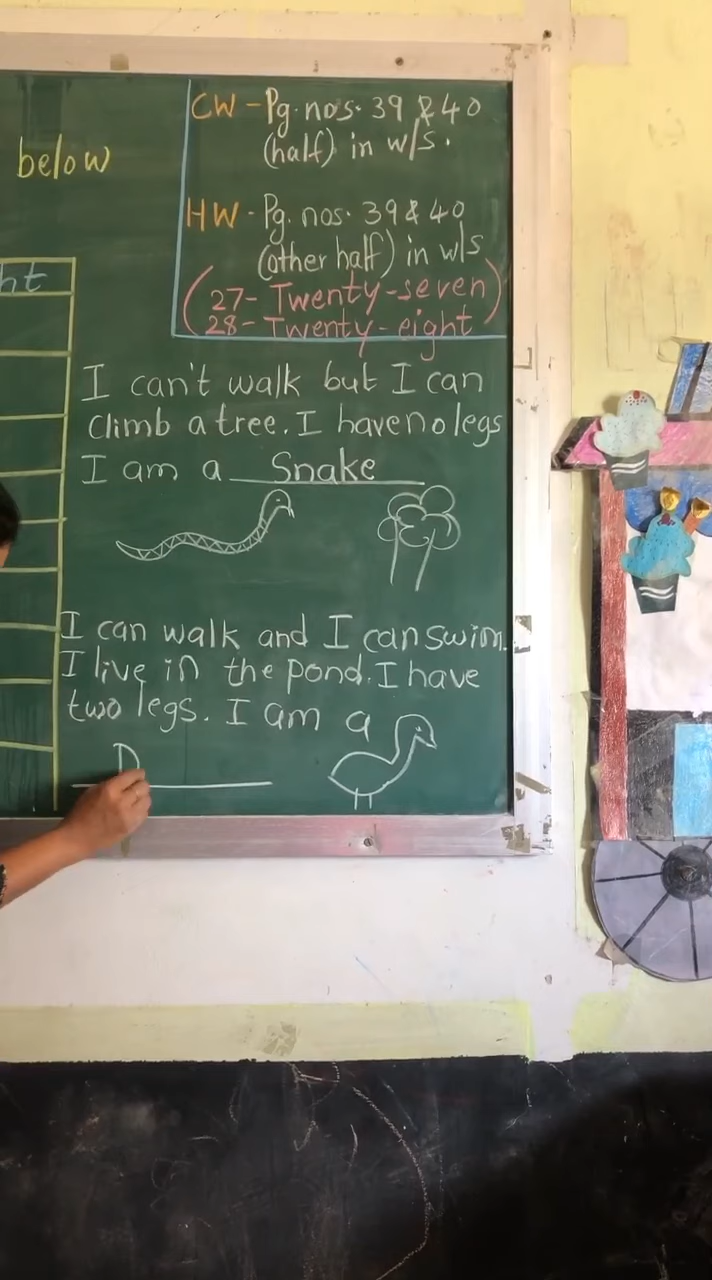 below
ht
CW - Pg. nos. 39 & 40
(half) in w/s.
HW - Pg. nos. 39 & 40
(other half) in w/s
(27- Twenty-seven)
28- Twenty-eight
I can't walk but I can
climb a tree. I have no legs
I am a Snake
I can walk and I can swim.
I live in the pond. I have
two legs. I am a
D